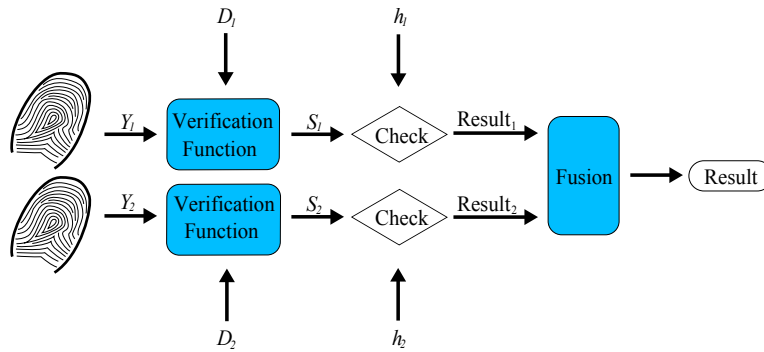 D₁
h₁
Y₁
Verification
Function
S₁
Check
Result₁
Fusion
Result
Y₂
Verification
Function
S₂
Check
Result₂
D₂
h₂